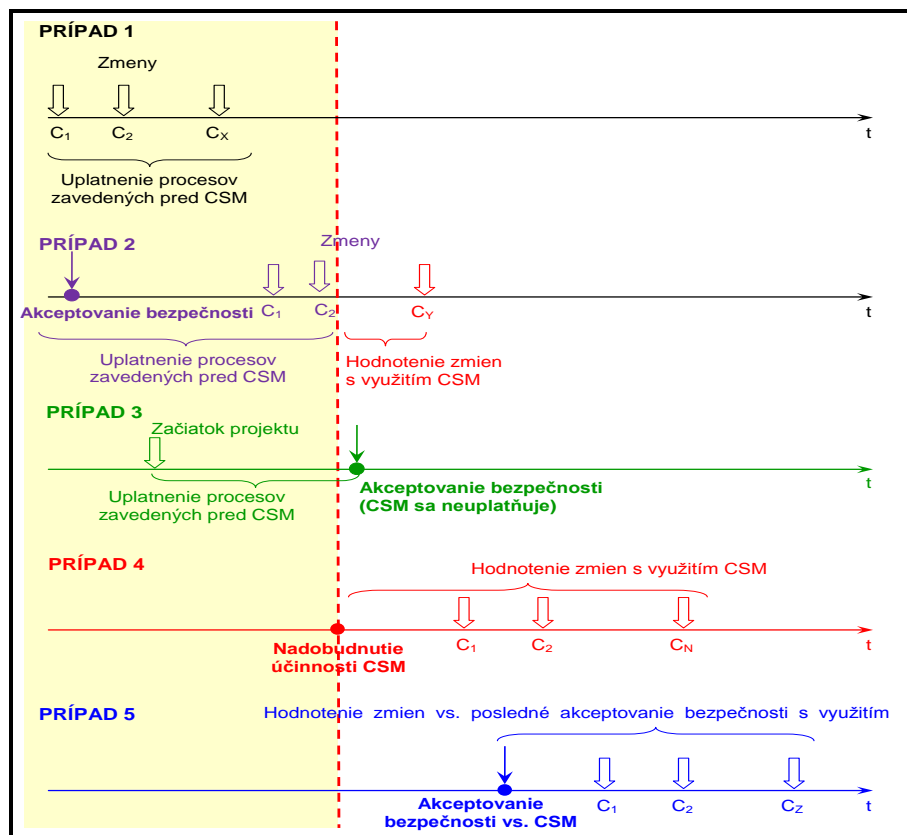 PRÍPAD 1
Zmeny
C₁ C₂ Cₓ t
Uplatnenie procesov
zavedených pred CSM
Zmeny
PRÍPAD 2
Akceptovanie bezpečnosti C₁ C₂ C_Y t
Uplatnenie procesov
zavedených pred CSM
Hodnotenie zmien
s využitím CSM
PRÍPAD 3
Začiatok projektu
t
Uplatnenie procesov
zavedených pred CSM
Akceptovanie bezpečnosti
(CSM sa neuplatňuje)
PRÍPAD 4
Hodnotenie zmien s využitím CSM
Nadobudnutie
účinnosti CSM
C₁ C₂ C_N t
PRÍPAD 5
Hodnotenie zmien vs. posledné akceptovanie bezpečnosti s využitím
Akceptovanie
bezpečnosti vs. CSM
C₁ C₂ C_Z t